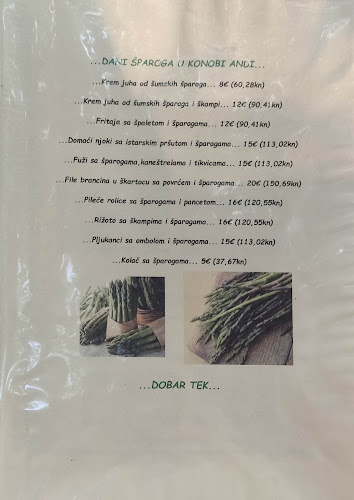 ...DANI ŠPAROGA U KONOBI ANDI...
...Krem juha od šumskih šparoga... 8€ (60,28kn)
...Krem juha od šumskih šparoga i škampi... 12€ (90,41kn)
...Fritaja sa špaletom i šparogama... 12€ (90,41kn)
...Domaći njoki sa istarskim pršutom i šparogama... 15€ (113,02kn)
...Fuži sa šparogama,kaneštrelama i tikvicama... 15€ (113,02kn)
...File brancina u škartocu sa povrćem i šparogama... 20€ (150,69kn)
...Pileće rolice sa šparogama i pancetom... 16€ (120,55kn)
...Rižoto sa škampima i šparogama... 16€ (120,55kn)
...Pljukanci sa ombolom i šparogama... 15€ (113,02kn)
...Kolač sa šparogama... 5€ (37,67kn)
...DOBAR TEK...